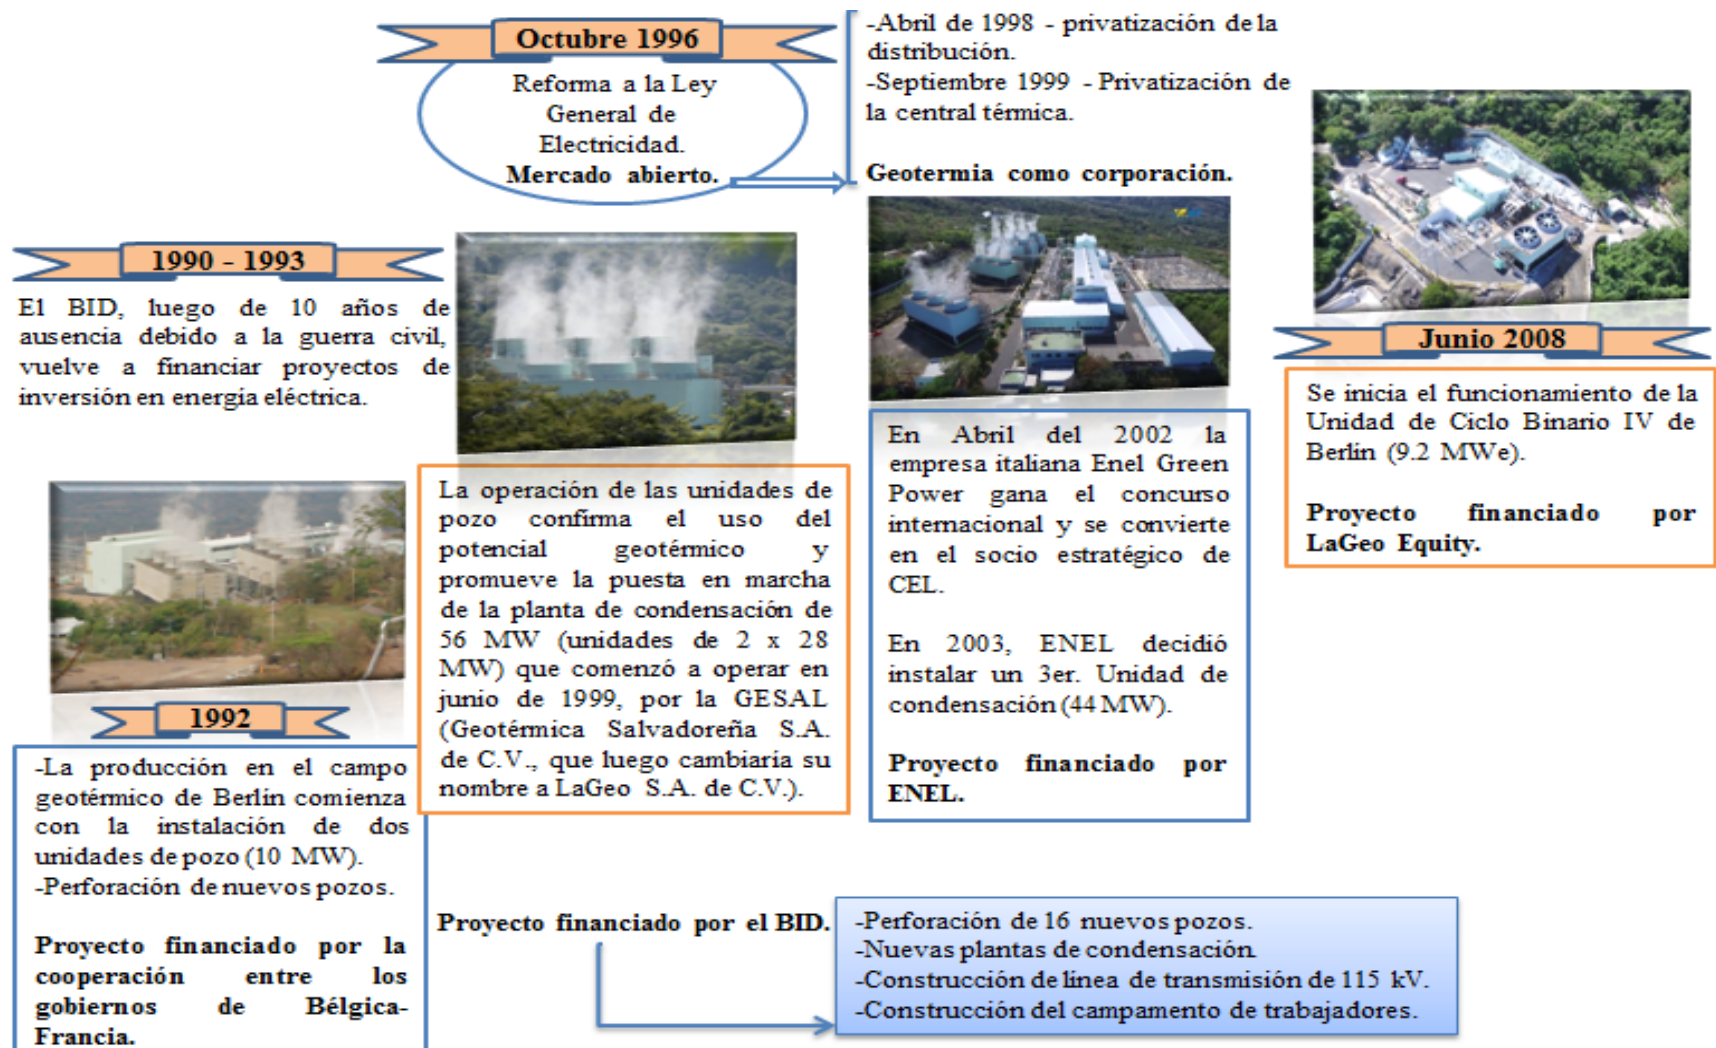 Octubre 1996
Reforma a la Ley
General de
Electricidad.
Mercado abierto.
-Abril de 1998 - privatización de la
distribución.
-Septiembre 1999 - Privatización de
la central térmica.
Geotermia como corporación.
1990 - 1993
El BID, luego de 10 años de
ausencia debido a la guerra civil,
vuelve a financiar proyectos de
inversión en energía eléctrica.
1992
-La producción en el campo
geotérmico de Berlín comienza
con la instalación de dos
unidades de pozo (10 MW).
-Perforación de nuevos pozos.
Proyecto financiado por la
cooperación entre los
gobiernos de Bélgica-
Francia.
La operación de las unidades de
pozo confirma el uso del
potencial geotérmico y
promueve la puesta en marcha
de la planta de condensación de
56 MW (unidades de 2 x 28
MW) que comenzó a operar en
junio de 1999, por la GESAL
(Geotérmica Salvadoreña S.A.
de C.V., que luego cambiaría su
nombre a LaGeo S.A. de C.V.).
Proyecto financiado por el BID.
-Perforación de 16 nuevos pozos.
-Nuevas plantas de condensación.
-Construcción de línea de transmisión de 115 kV.
-Construcción del campamento de trabajadores.
En Abril del 2002 la
empresa italiana Enel Green
Power gana el concurso
internacional y se convierte
en el socio estratégico de
CEL.
En 2003, ENEL decidió
instalar un 3er. Unidad de
condensación (44 MW).
Proyecto financiado por
ENEL.
Junio 2008
Se inicia el funcionamiento de la
Unidad de Ciclo Binario IV de
Berlín (9.2 MWe).
Proyecto financiado por
LaGeo Equity.